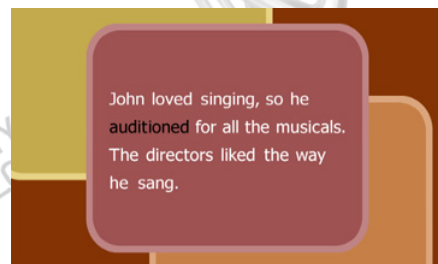 John loved singing, so he
auditioned for all the musicals.
The directors liked the way
he sang.